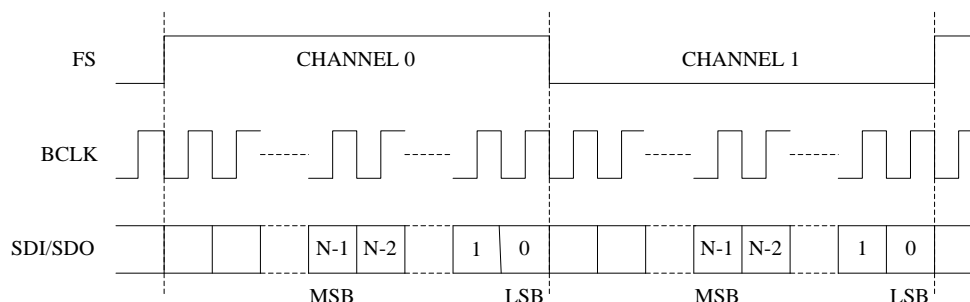 FS CHANNEL 0 CHANNEL 1
BCLK
SDI/SDO N-1 N-2 1 0 N-1 N-2 1 0
MSB LSB MSB LSB